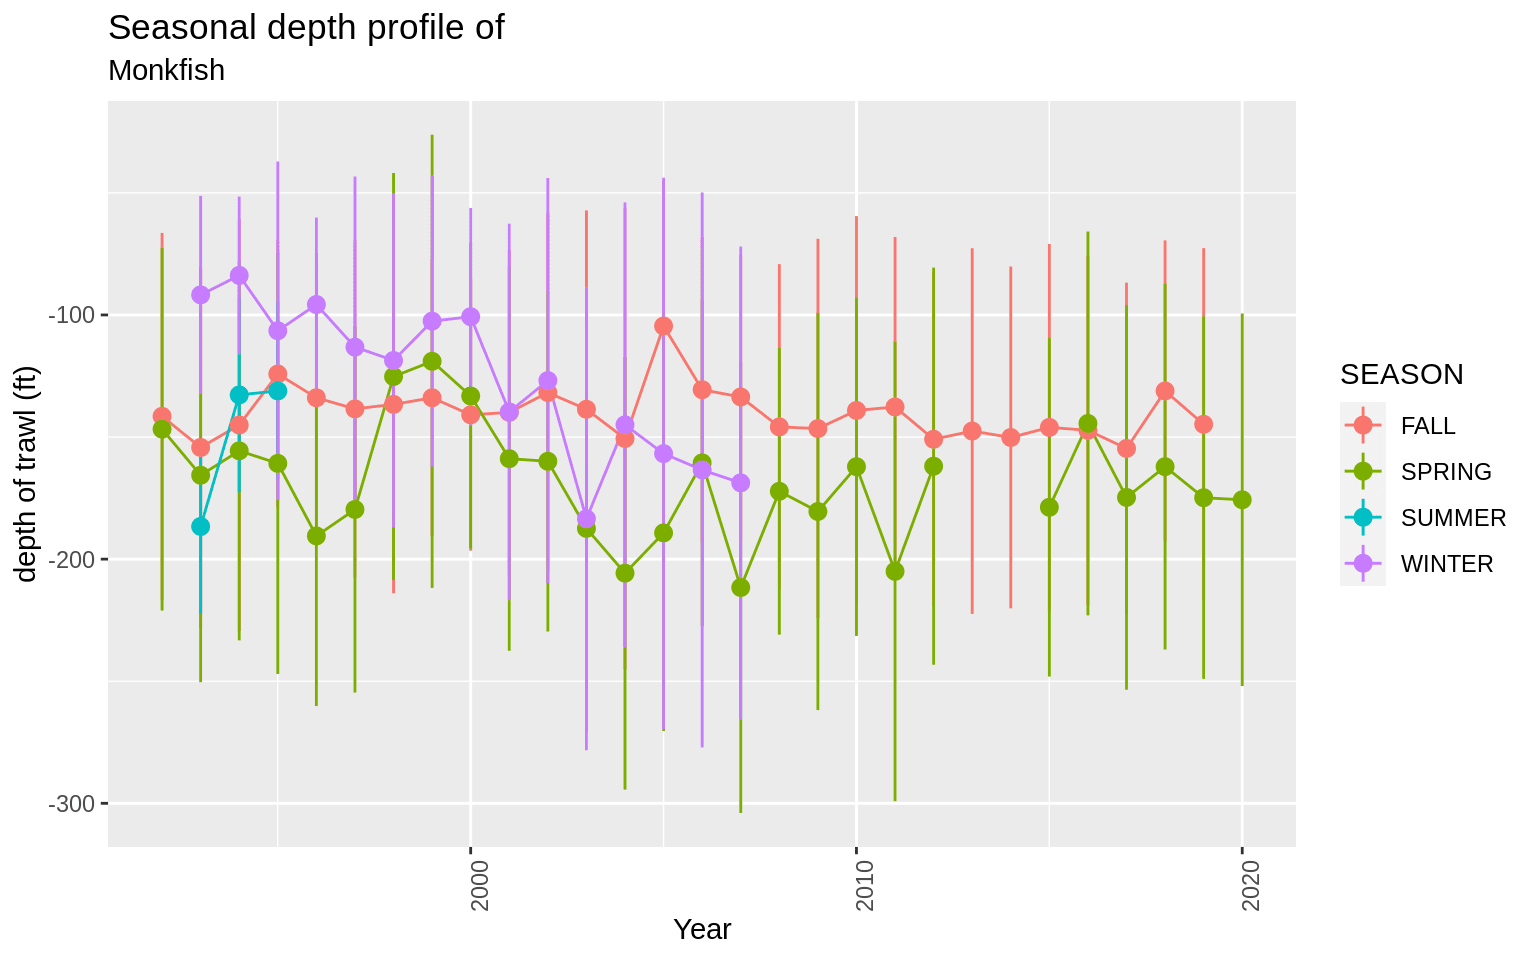 Seasonal depth profile of
Monkfish
depth of trawl (ft)
-100
-200
-300
2000
2010
2020
Year
SEASON
FALL
SPRING
SUMMER
WINTER